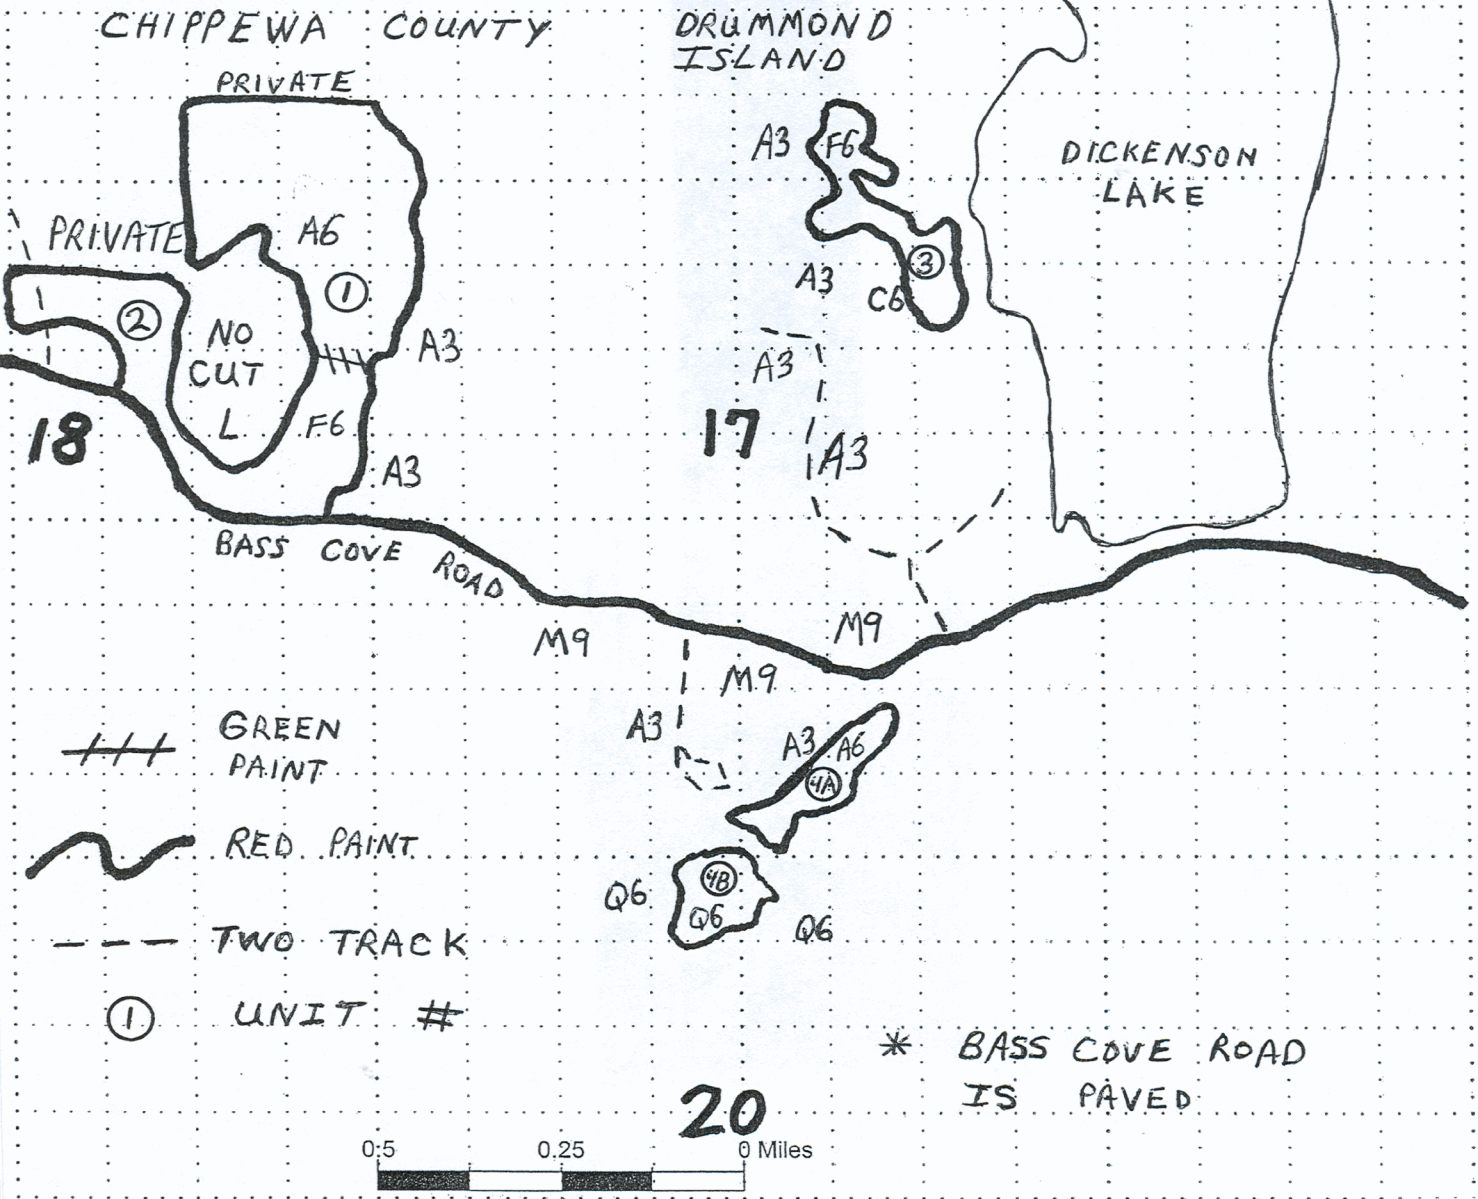 CHIPPEWA COUNTY
DRUMMOND
ISLAND
PRIVATE
DICKENSON
LAKE
A3
F6
PRIVATE
A6
1
3
A3
C6
2
NO
CUT
L
A3
A3
18
F6
17
A3
A3
BASS COVE ROAD
M9
M9
M9
A3
A3
A6
4A
GREEN
PAINT
RED PAINT
4B
Q6
Q6
Q6
TWO TRACK
1 UNIT #
* BASS COVE ROAD
IS PAVED
20
0.5 0.25 0 Miles